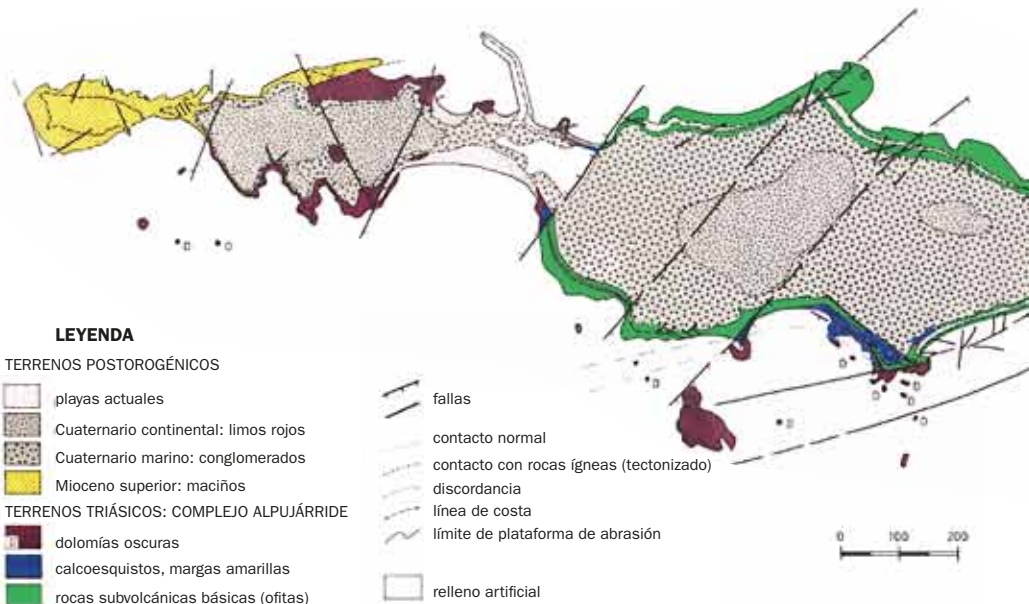 LEYENDA
TERRENOS POSTOROGÉNICOS
playas actuales
Cuaternario continental: limos rojos
Cuaternario marino: conglomerados
Mioceno superior: maciños
TERRENOS TRIÁSICOS: COMPLEJO ALPUJÁRRIDE
dolomías oscuras
calcoesquistos, margas amarillas
rocas subvolcánicas básicas (ofitas)
fallas
contacto normal
contacto con rocas ígneas (tectonizado)
discordancia
línea de costa
límite de plataforma de abrasión
relleno artificial
0 100 200